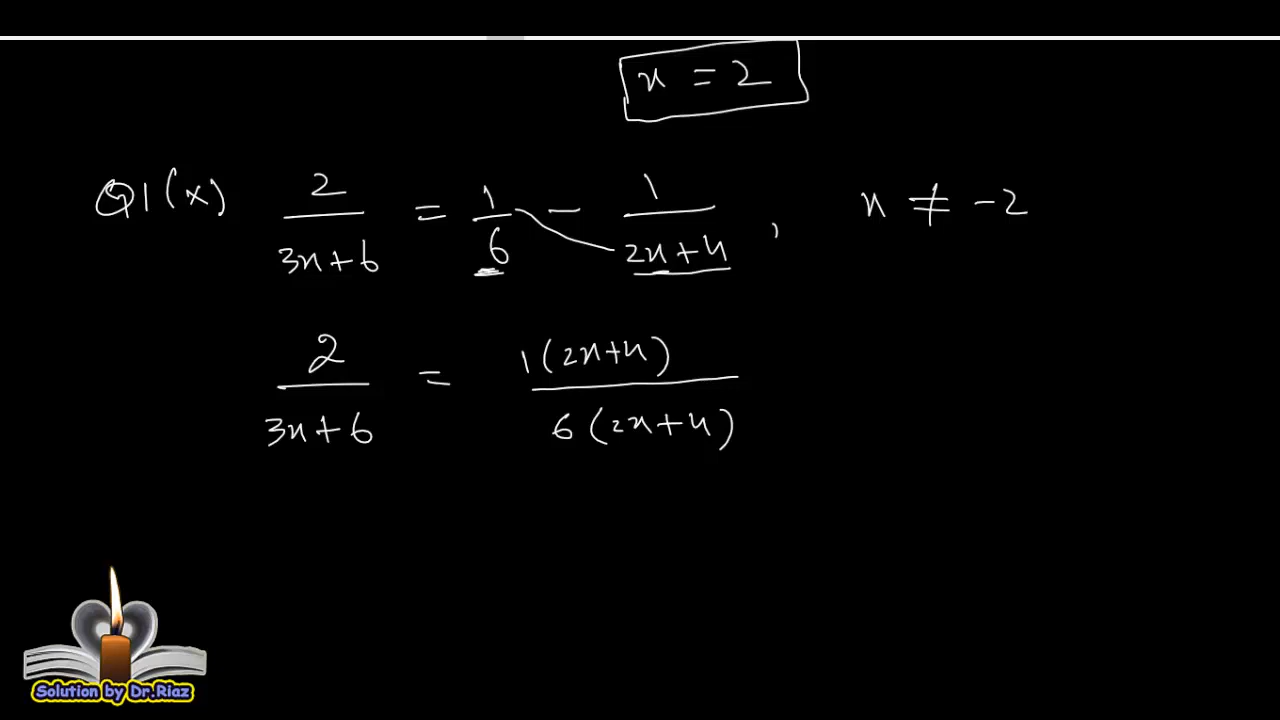 x = 2
Q1(x) 2/(3x+6) = 1/6 - 1/(2x+4) , x ≠ -2
2/(3x+6) = 1(2x+4)/6(2x+4)
Solution by Dr.Riaz